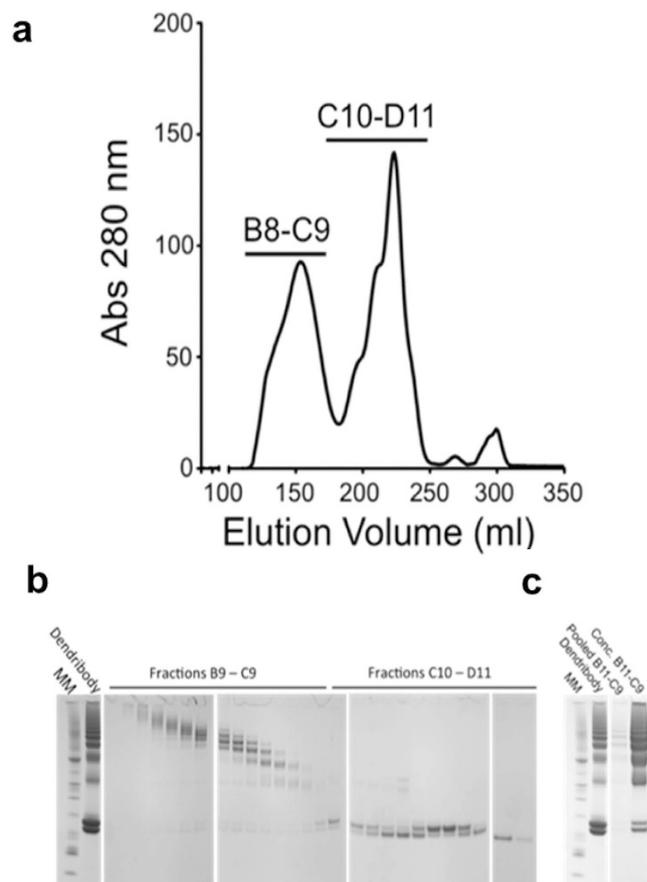 a
200
150
100
50
0
Abs 280 nm
B8-C9
C10-D11
100 150 200 250 300 350
Elution Volume (ml)
b
MM
Dendribody
Fractions B9 – C9
Fractions C10 – D11
c
MM
Dendribody
Pooled B11-C9
Conc. B11-C9